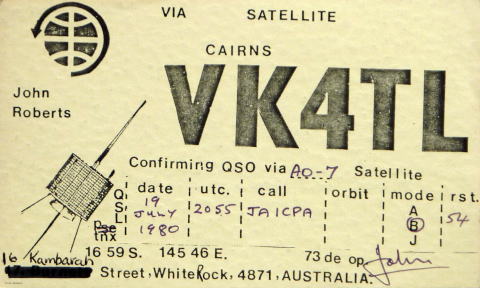 VIA SATELLITE
CAIRNS
John
Roberts
VK4TL
Confirming QSO via AO-7 Satellite
QSL
pse
tnx
date utc. call orbit mode rst.
19 July 1980 2055 JA1CPA A B J 54
16 59 S. 145 46 E. 73 de op. John
16 Kambarah
Street, White Rock, 4871, AUSTRALIA.